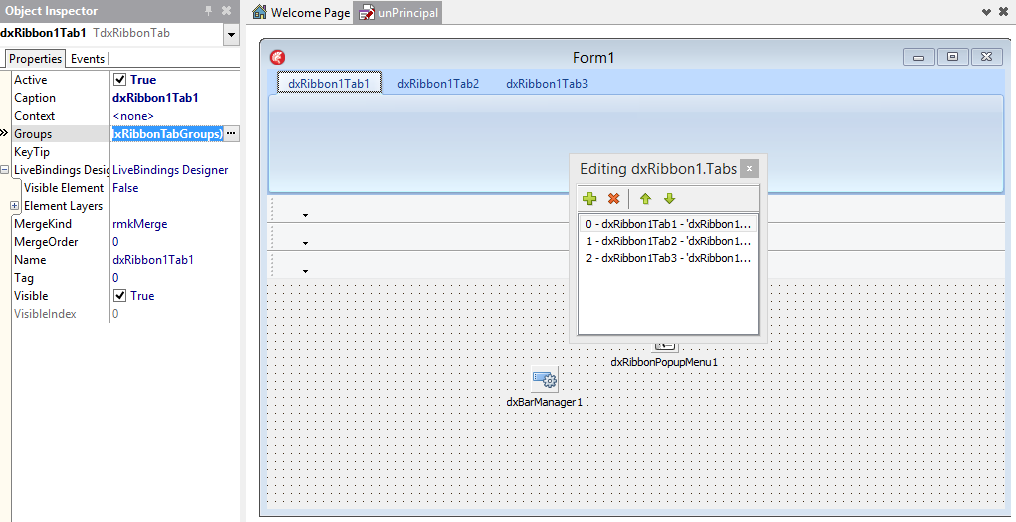 Object Inspector
dxRibbon1Tab1 TdxRibbonTab
Properties Events
Active True
Caption dxRibbon1Tab1
Context <none>
Groups lxRibbonTabGroups) ...
KeyTip
LiveBindings Desig LiveBindings Designer
Visible Element False
Element Layers
MergeKind rmkMerge
MergeOrder 0
Name dxRibbon1Tab1
Tag 0
Visible True
VisibleIndex 0
Welcome Page unPrincipal
Form1
dxRibbon1Tab1 dxRibbon1Tab2 dxRibbon1Tab3
Editing dxRibbon1.Tabs
0 - dxRibbon1Tab1 - 'dxRibbon1...
1 - dxRibbon1Tab2 - 'dxRibbon1...
2 - dxRibbon1Tab3 - 'dxRibbon1...
dxRibbonPopupMenu1
dxBarManager1